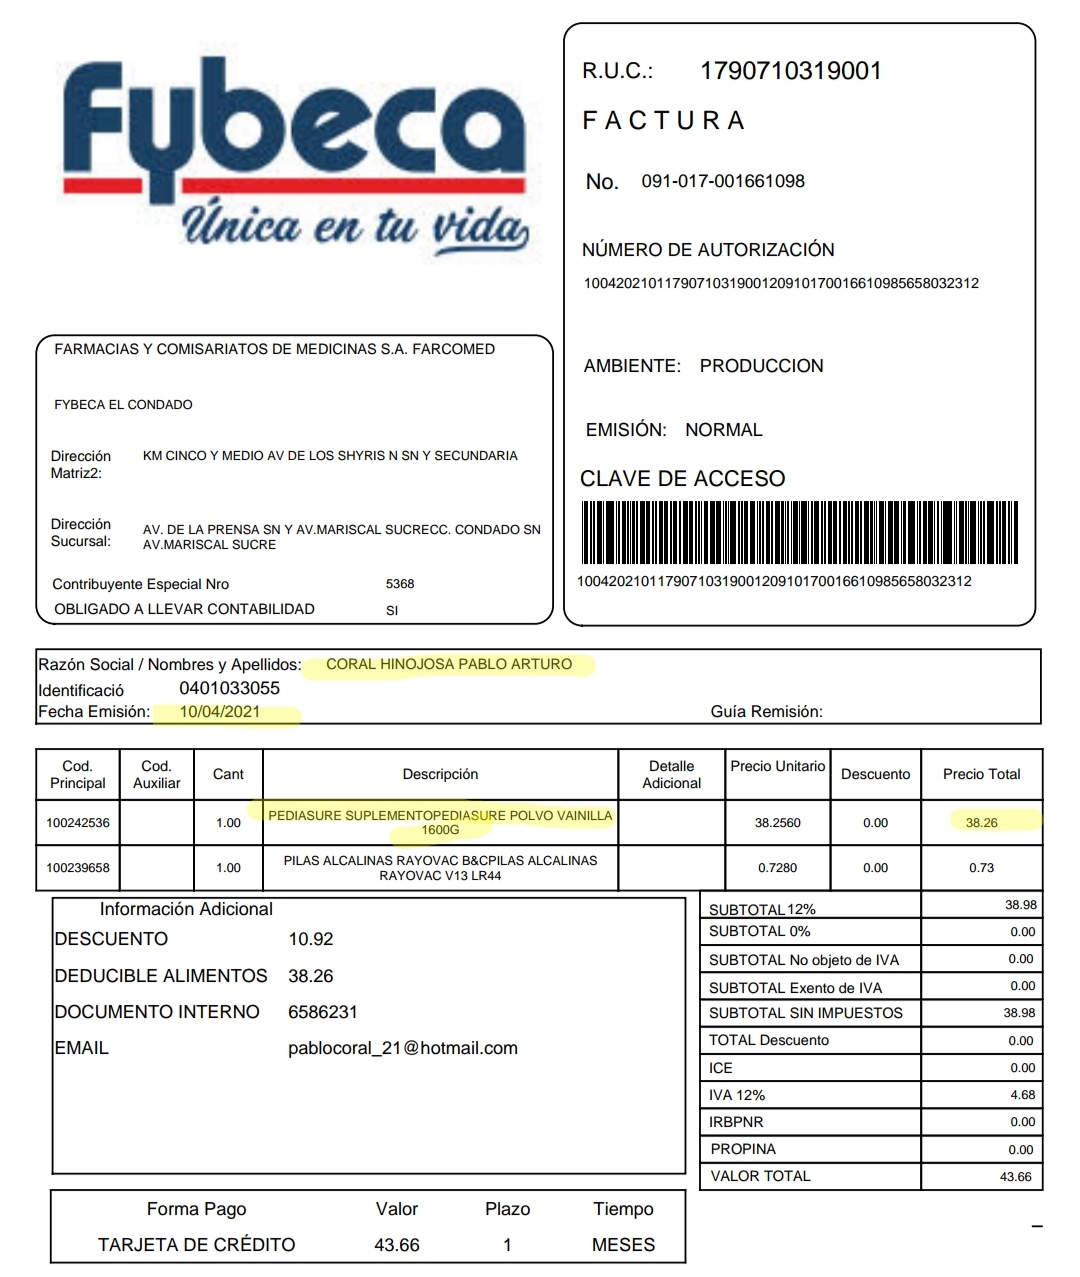 Fybeca
Única en tu vida
R.U.C.: 1790710319001
FACTURA
No. 091-017-001661098
NÚMERO DE AUTORIZACIÓN
1004202101179071031900120910170016610985658032312
AMBIENTE: PRODUCCION
EMISIÓN: NORMAL
CLAVE DE ACCESO
1004202101179071031900120910170016610985658032312
FARMACIAS Y COMISARIATOS DE MEDICINAS S.A. FARCOMED
FYBECA EL CONDADO
Dirección Matriz2: KM CINCO Y MEDIO AV DE LOS SHYRIS N SN Y SECUNDARIA
Dirección Sucursal: AV. DE LA PRENSA SN Y AV.MARISCAL SUCRECC. CONDADO SN
AV.MARISCAL SUCRE
Contribuyente Especial Nro 5368
OBLIGADO A LLEVAR CONTABILIDAD SI
Razón Social / Nombres y Apellidos: CORAL HINOJOSA PABLO ARTURO
Identificació 0401033055
Fecha Emisión: 10/04/2021 Guía Remisión:
Cod. Principal Cod. Auxiliar Cant Descripción Detalle Adicional Precio Unitario Descuento Precio Total
100242536 1.00 PEDIASURE SUPLEMENTOPEDIASURE POLVO VAINILLA 1600G 38.2560 0.00 38.26
100239658 1.00 PILAS ALCALINAS RAYOVAC B&CPILAS ALCALINAS RAYOVAC V13 LR44 0.7280 0.00 0.73
Información Adicional
DESCUENTO 10.92
DEDUCIBLE ALIMENTOS 38.26
DOCUMENTO INTERNO 6586231
EMAIL pablocoral_21@hotmail.com
SUBTOTAL 12% 38.98
SUBTOTAL 0% 0.00
SUBTOTAL No objeto de IVA 0.00
SUBTOTAL Exento de IVA 0.00
SUBTOTAL SIN IMPUESTOS 38.98
TOTAL Descuento 0.00
ICE 0.00
IVA 12% 4.68
IRBPNR 0.00
PROPINA 0.00
VALOR TOTAL 43.66
Forma Pago Valor Plazo Tiempo
TARJETA DE CRÉDITO 43.66 1 MESES